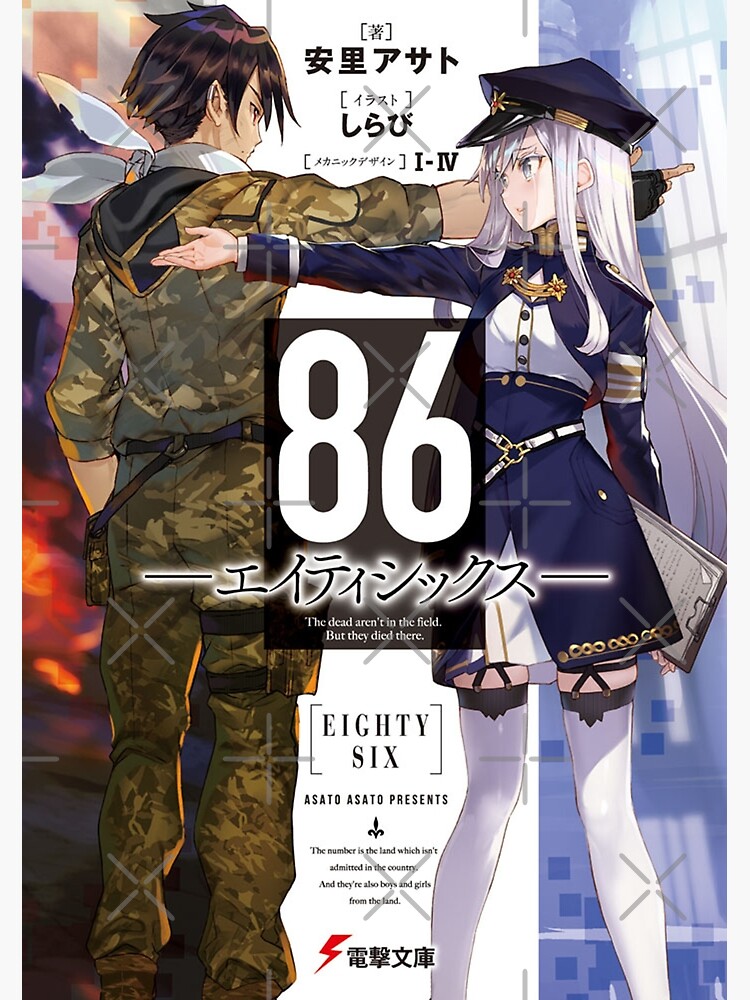 [著]
安里アサト
[イラスト]
しらび
[メカニックデザイン] I-Ⅳ
86
―エイティシックス―
The dead aren't in the field.
But they died there.
[EIGHTY
SIX]
ASATO ASATO PRESENTS
The number is the land which isn't
admitted in the country.
And they're also boys and girls
from the land.
電撃文庫